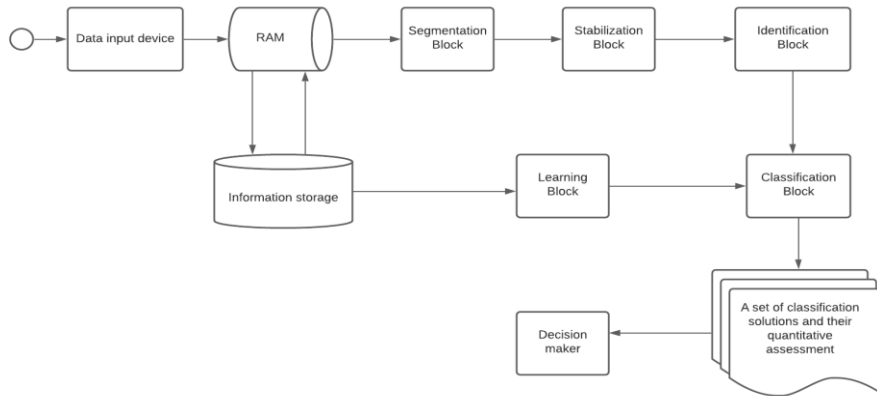 Data input device
RAM
Segmentation
Block
Stabilization
Block
Identification
Block
Information storage
Learning
Block
Classification
Block
A set of classification
solutions and their
quantitative
assessment
Decision
maker